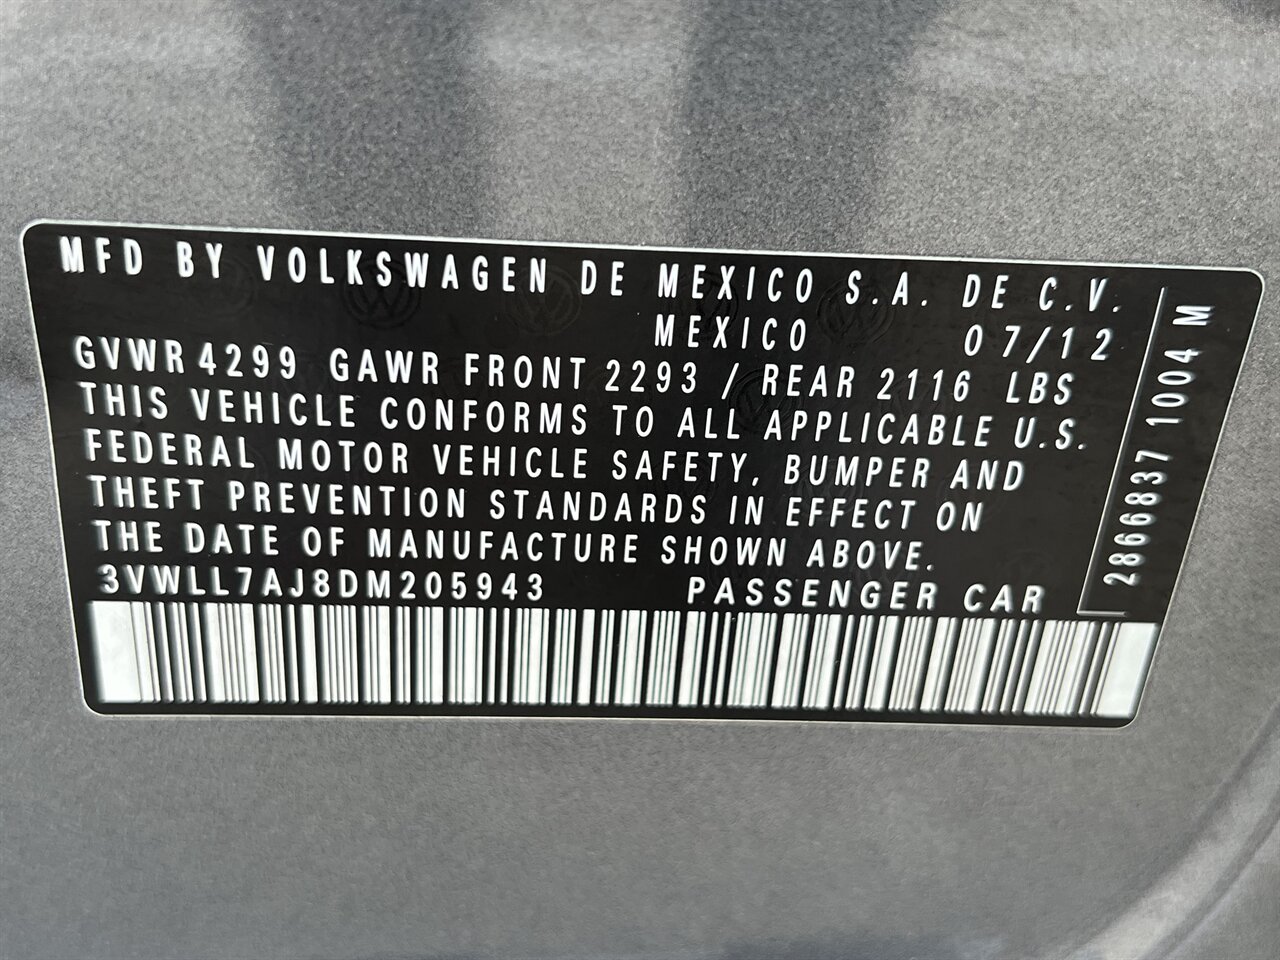 MFD BY VOLKSWAGEN DE MEXICO S.A. DE C.V.
MEXICO 07/12
GVWR 4299 GAWR FRONT 2293 / REAR 2116 LBS
THIS VEHICLE CONFORMS TO ALL APPLICABLE U.S.
FEDERAL MOTOR VEHICLE SAFETY, BUMPER AND
THEFT PREVENTION STANDARDS IN EFFECT ON
THE DATE OF MANUFACTURE SHOWN ABOVE.
3VWLL7AJ8DM205943 PASSENGER CAR
2866837 1004 M